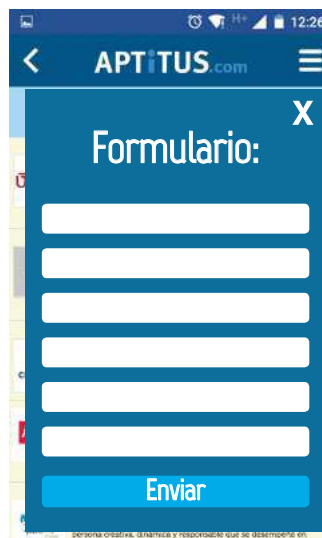 H+ 12:26
APTiTUS.com
X
Formulario:
Enviar
persona creativa, dinámica y responsable que se desempeñe en